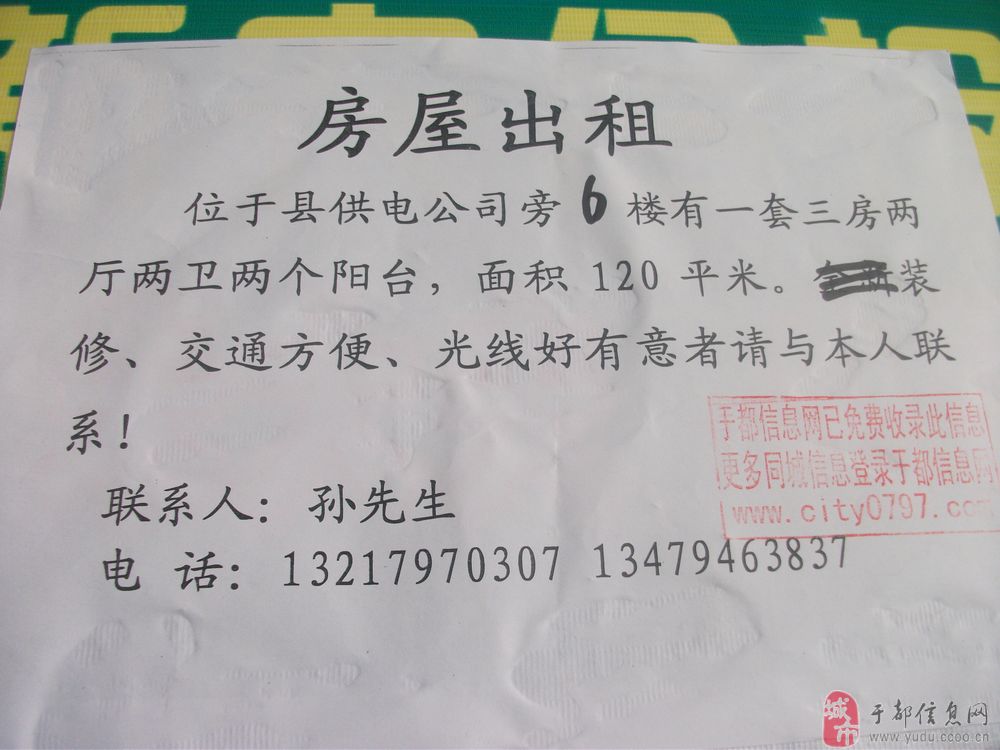 房屋出租
位于县供电公司旁6楼有一套三房两
厅两卫两个阳台，面积 120 平米。装
修、交通方便、光线好有意者请与本人联
系！
于都信息网已免费收录此信息
更多同城信息登录于都信息网
www.city0797.co
联系人：孙先生
电 话：13217970307 13479463837
城市
于都信息网
www.yudu.ccoo.cn